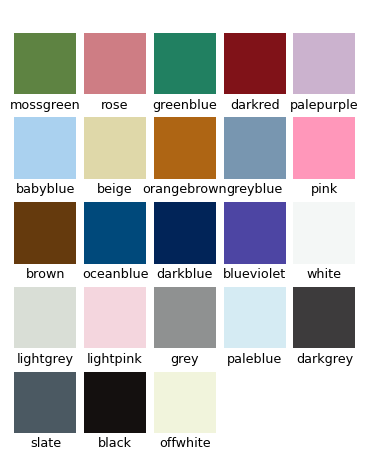 mossgreen rose greenblue darkred palepurple
babyblue beige orangebrown greyblue pink
brown oceanblue darkblue blueviolet white
lightgrey lightpink grey paleblue darkgrey
slate black offwhite